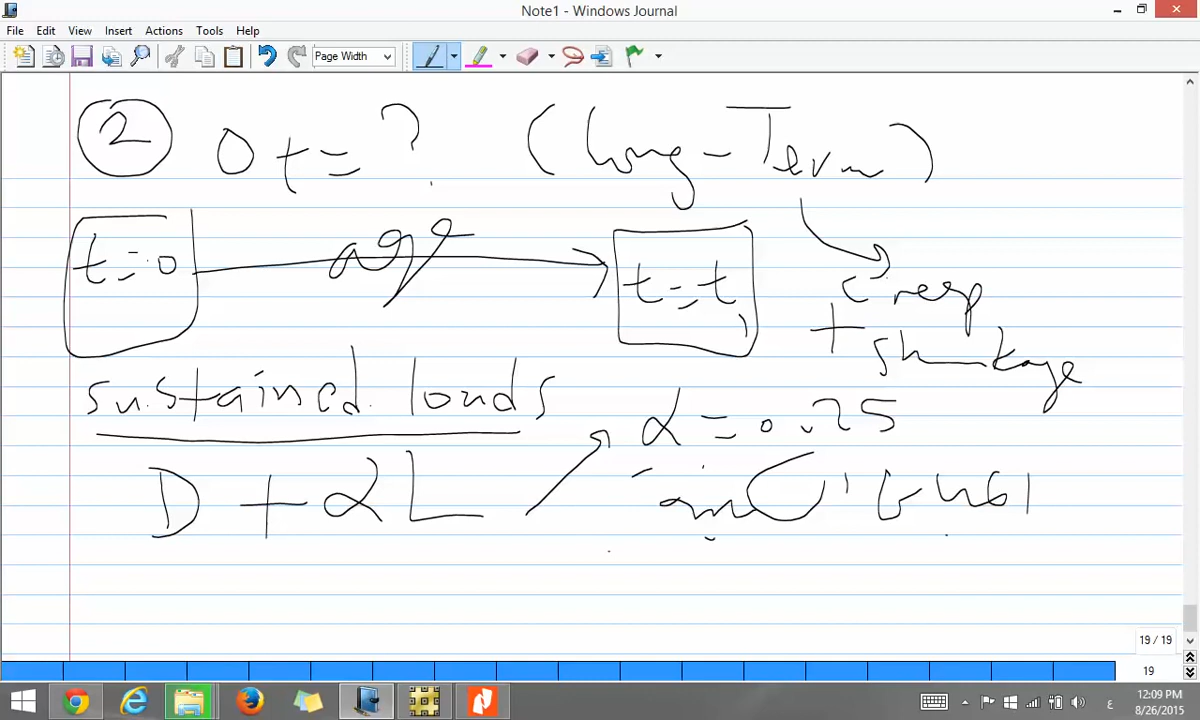 Note1 - Windows Journal
File Edit View Insert Actions Tools Help
Page Width
2 Δt = ? (Long-Term)
t=0 age t=t,
creep
+ shrinkage
sustained loads
α = 0.25
D + αL
19 / 19
19
12:09 PM
ع 8/26/2015